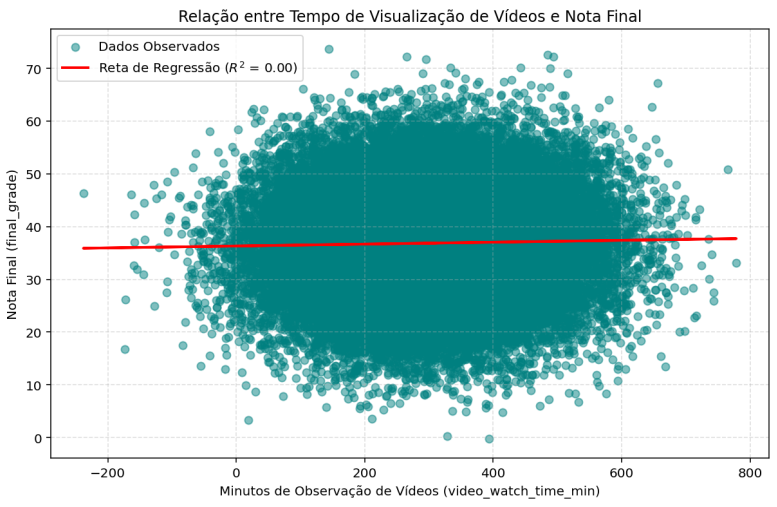 Relação entre Tempo de Visualização de Vídeos e Nota Final
Dados Observados
Reta de Regressão (R² = 0.00)
Nota Final (final_grade)
70
60
50
40
30
20
10
0
−200
0
200
400
600
800
Minutos de Observação de Vídeos (video_watch_time_min)